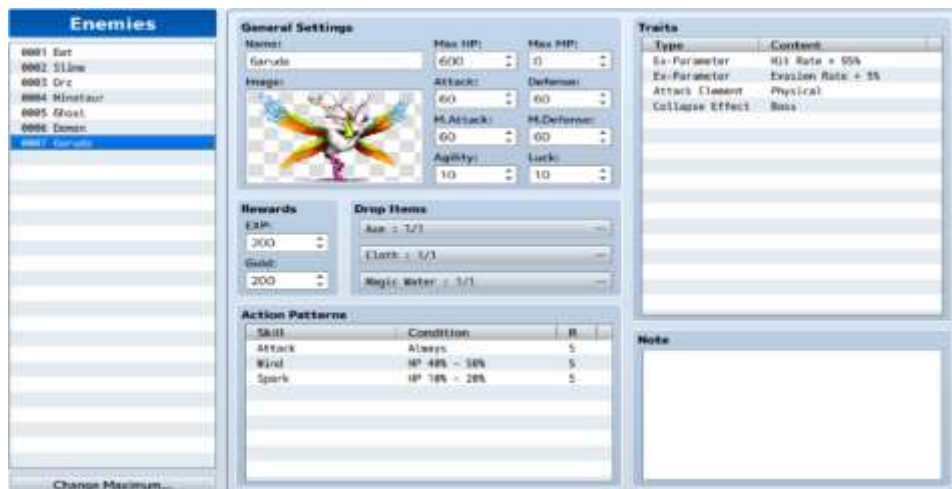 Enemies
0001 Bat
0002 Slime
0003 Orc
0004 Minotaur
0005 Ghost
0006 Demon
0007 Garuda
Change Maximum...
General Settings
Name:
Garuda
Image:
Max HP: Max MP:
600 0
Attack: Defense:
60 60
M.Attack: M.Defense:
60 60
Agility: Luck:
10 10
Rewards
EXP:
200
Gold:
200
Drop Items
Axe : 1/1
Cloth : 1/1
Magic Water : 1/1
Action Patterns
Skill Condition R
Attack Always 5
Wind HP 40% - 50% 5
Spark HP 10% - 20% 5
Traits
Type Content
Ex-Parameter Hit Rate + 95%
Ex-Parameter Evasion Rate + 5%
Attack Element Physical
Collapse Effect Boss
Note